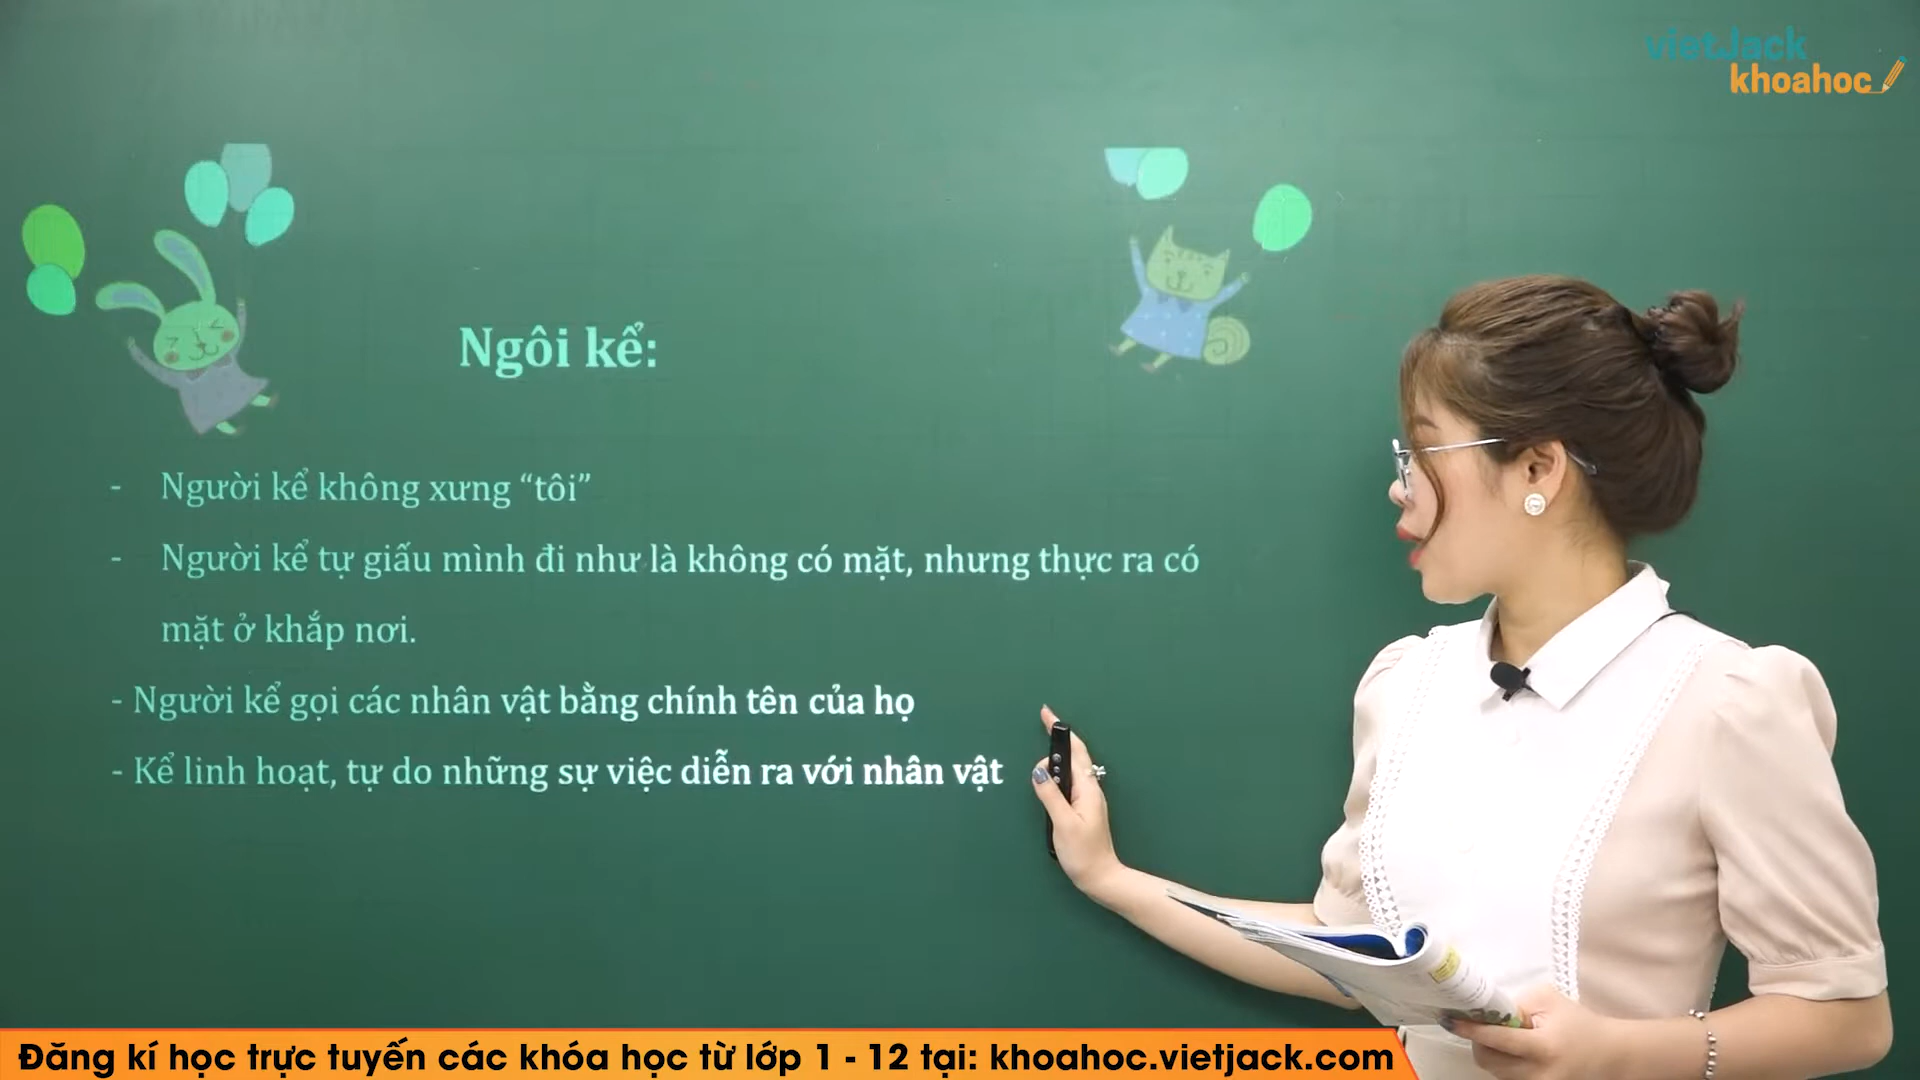 vietJack
khoahoc
Ngôi kể:
- Người kể không xưng “tôi”
- Người kể tự giấu mình đi như là không có mặt, nhưng thực ra có
mặt ở khắp nơi.
- Người kể gọi các nhân vật bằng chính tên của họ
- Kể linh hoạt, tự do những sự việc diễn ra với nhân vật
Đăng kí học trực tuyến các khóa học từ lớp 1 - 12 tại: khoahoc.vietjack.com